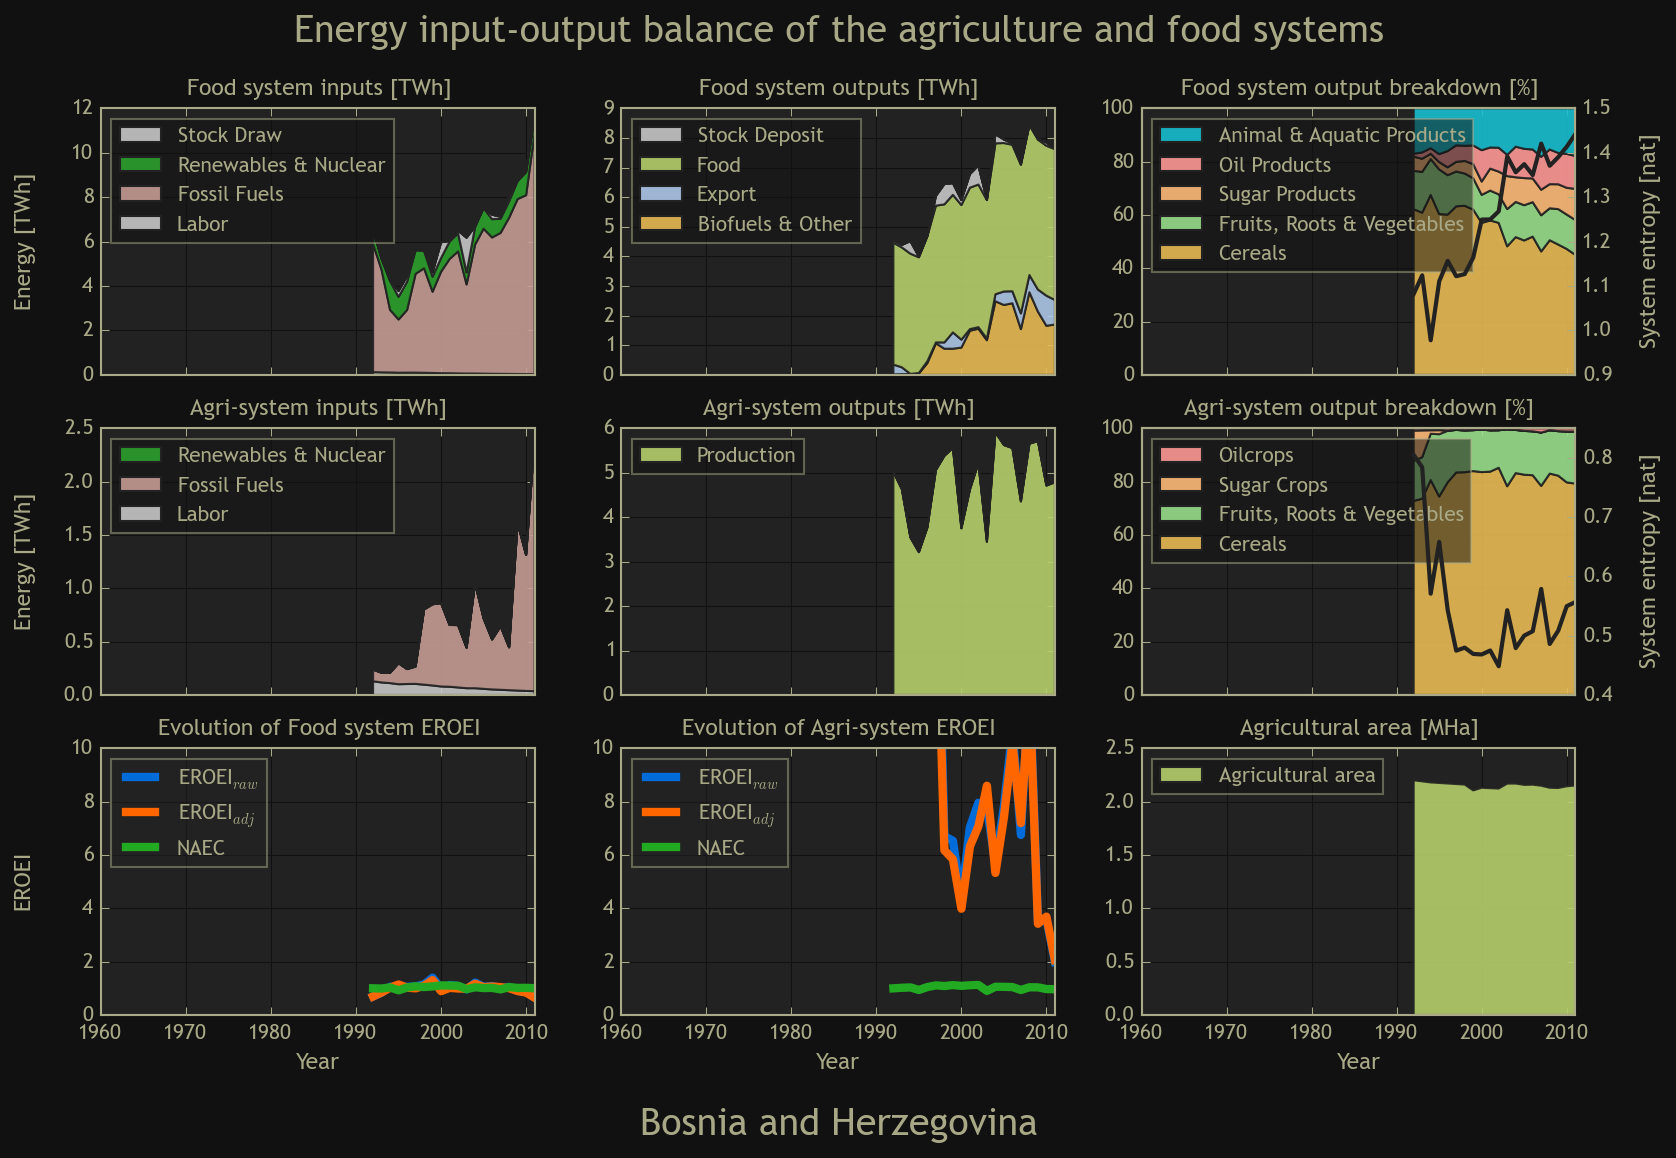 Energy input-output balance of the agriculture and food systems
Food system inputs [TWh]
Energy [TWh]
12
10
8
6
4
2
0
Stock Draw
Renewables & Nuclear
Fossil Fuels
Labor
Food system outputs [TWh]
9
8
7
6
5
4
3
2
1
0
Stock Deposit
Food
Export
Biofuels & Other
Food system output breakdown [%]
100
80
60
40
20
0
Animal & Aquatic Products
Oil Products
Sugar Products
Fruits, Roots & Vegetables
Cereals
1.5
1.4
1.3
1.2
1.1
1.0
0.9
System entropy [nat]
Agri-system inputs [TWh]
Energy [TWh]
2.5
2.0
1.5
1.0
0.5
0.0
Renewables & Nuclear
Fossil Fuels
Labor
Agri-system outputs [TWh]
6
5
4
3
2
1
0
Production
Agri-system output breakdown [%]
100
80
60
40
20
0
Oilcrops
Sugar Crops
Fruits, Roots & Vegetables
Cereals
0.8
0.7
0.6
0.5
0.4
System entropy [nat]
Evolution of Food system EROEI
EROEI
10
8
6
4
2
0
EROEI raw
EROEI adj
NAEC
1960 1970 1980 1990 2000 2010
Year
Evolution of Agri-system EROEI
10
8
6
4
2
0
EROEI raw
EROEI adj
NAEC
1960 1970 1980 1990 2000 2010
Year
Agricultural area [MHa]
2.5
2.0
1.5
1.0
0.5
0.0
Agricultural area
1960 1970 1980 1990 2000 2010
Year
Bosnia and Herzegovina